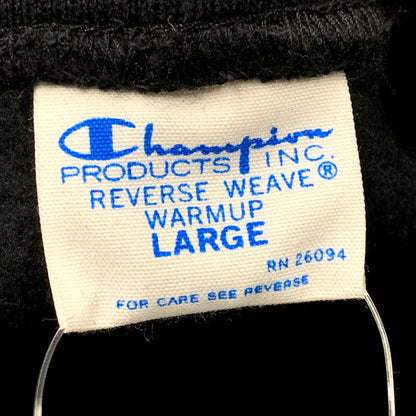 Champion
PRODUCTS INC.
REVERSE WEAVE®
WARMUP
LARGE
RN 26094
FOR CARE SEE REVERSE